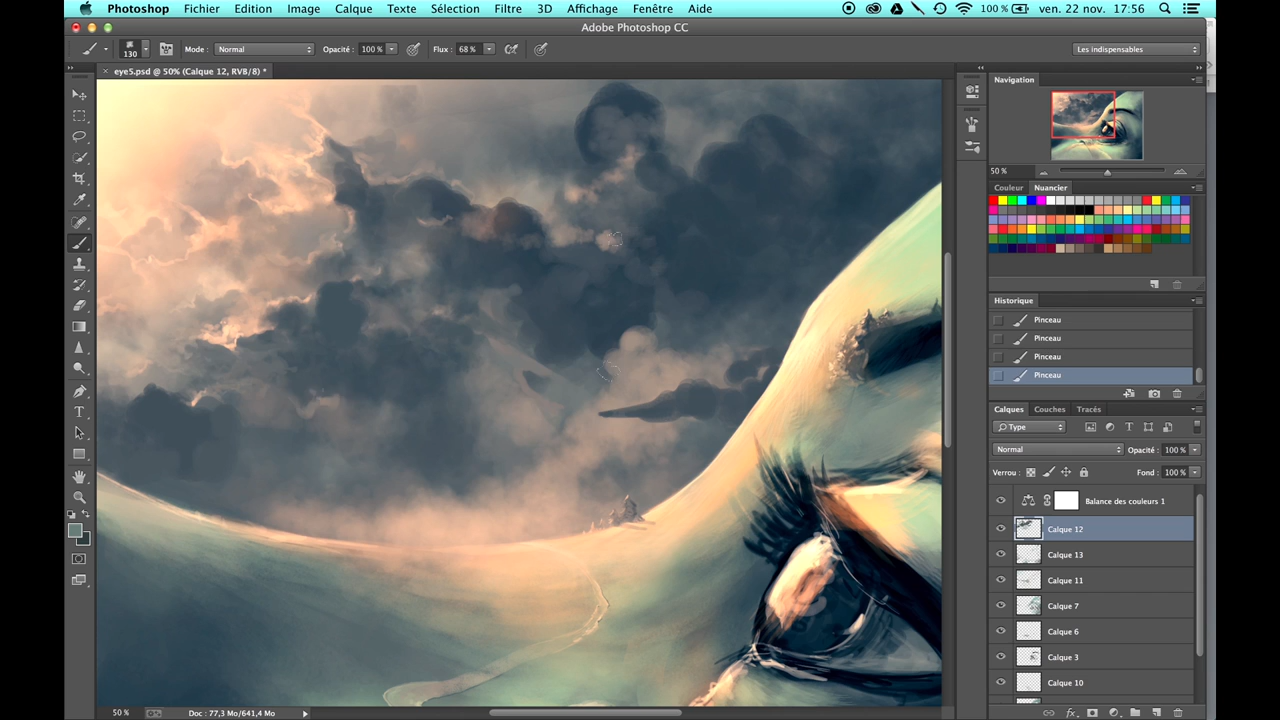 Photoshop Fichier Edition Image Calque Texte Sélection Filtre 3D Affichage Fenêtre Aide 100 % ven. 22 nov. 17:56
Adobe Photoshop CC
130 Mode : Normal Opacité : 100 % Flux : 68 % Les indispensables
× eye5.psd @ 50% (Calque 12, RVB/8) *
Navigation
50 %
Couleur Nuancier
Historique
Pinceau
Pinceau
Pinceau
Pinceau
Calques Couches Tracés
Type
Normal Opacité : 100 %
Verrou : Fond : 100 %
Balance des couleurs 1
Calque 12
Calque 13
Calque 11
Calque 7
Calque 6
Calque 3
Calque 10
50 % Doc : 77,3 Mo/641,4 Mo